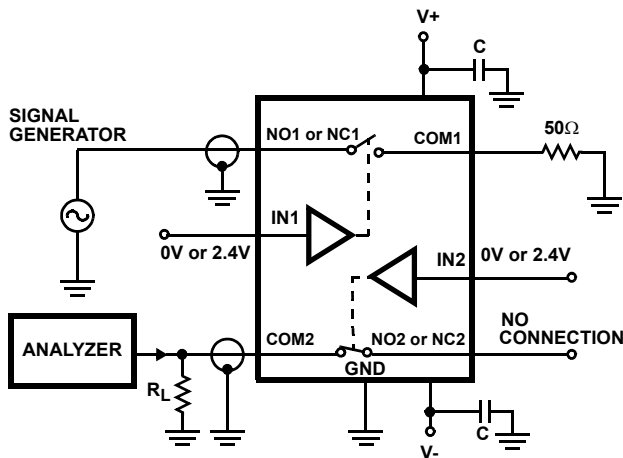 V+
C
SIGNAL
GENERATOR
NO1 or NC1
COM1
50Ω
IN1
0V or 2.4V
IN2
0V or 2.4V
ANALYZER
COM2
NO2 or NC2
NO
CONNECTION
GND
RL
C
V-